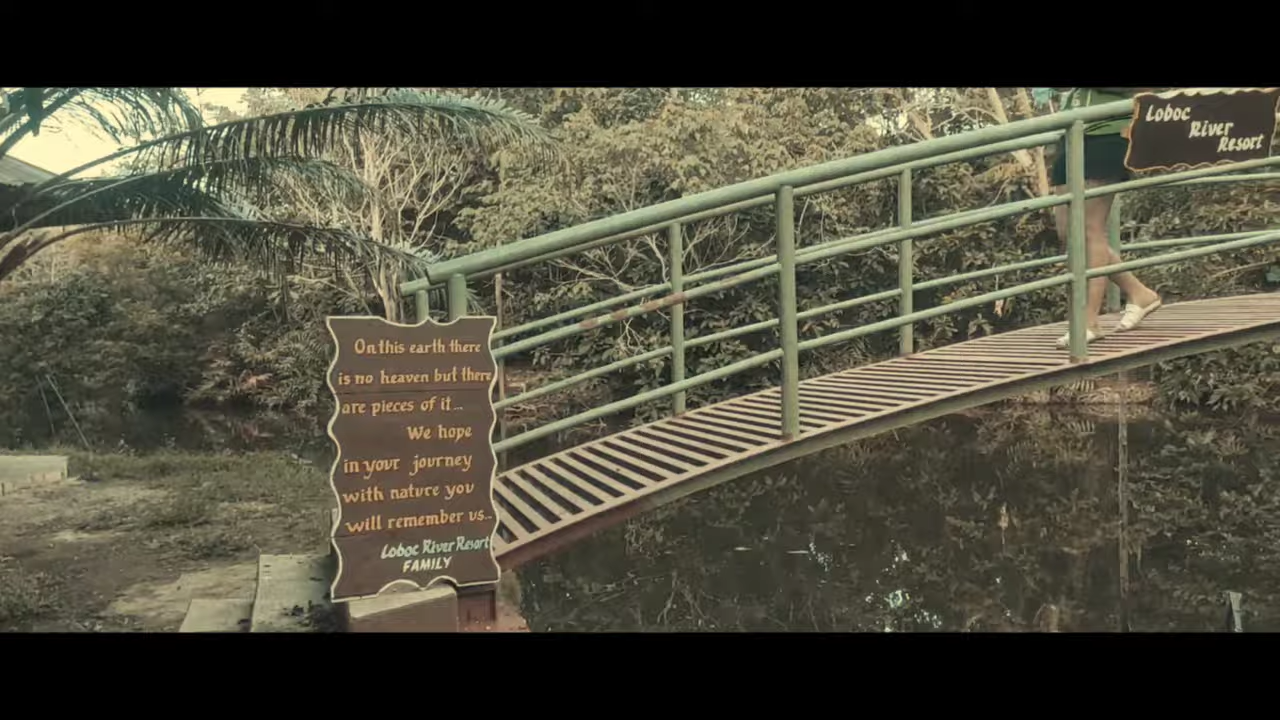 On this earth there
is no heaven but there
are pieces of it...
We hope
in your journey
with nature you
will remember us...
Loboc River Resort
FAMILY
Loboc
River
Resort